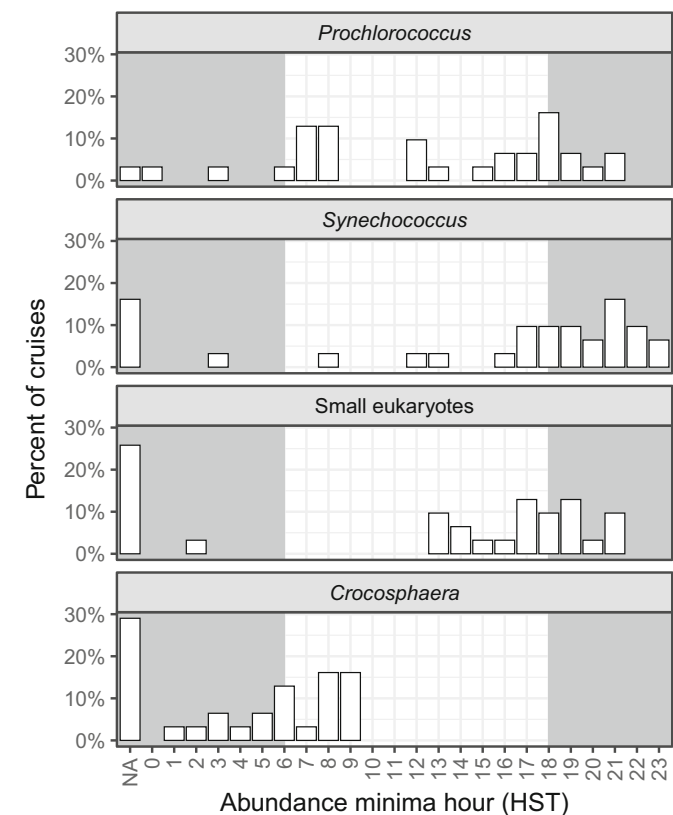 Prochlorococcus
30%
20%
10%
0%
Synechococcus
30%
20%
10%
0%
Small eukaryotes
30%
20%
10%
0%
Crocosphaera
30%
20%
10%
0%
Percent of cruises
NA 0 1 2 3 4 5 6 7 8 9 10 11 12 13 14 15 16 17 18 19 20 21 22 23
Abundance minima hour (HST)